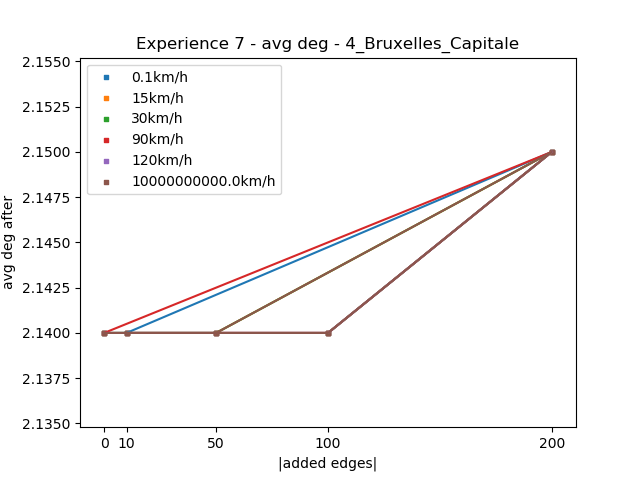 Experience 7 - avg deg - 4_Bruxelles_Capitale
2.1550
2.1525
2.1500
2.1475
2.1450
2.1425
2.1400
2.1375
2.1350
avg deg after
0.1km/h
15km/h
30km/h
90km/h
120km/h
10000000000.0km/h
0 10 50 100 200
|added edges|